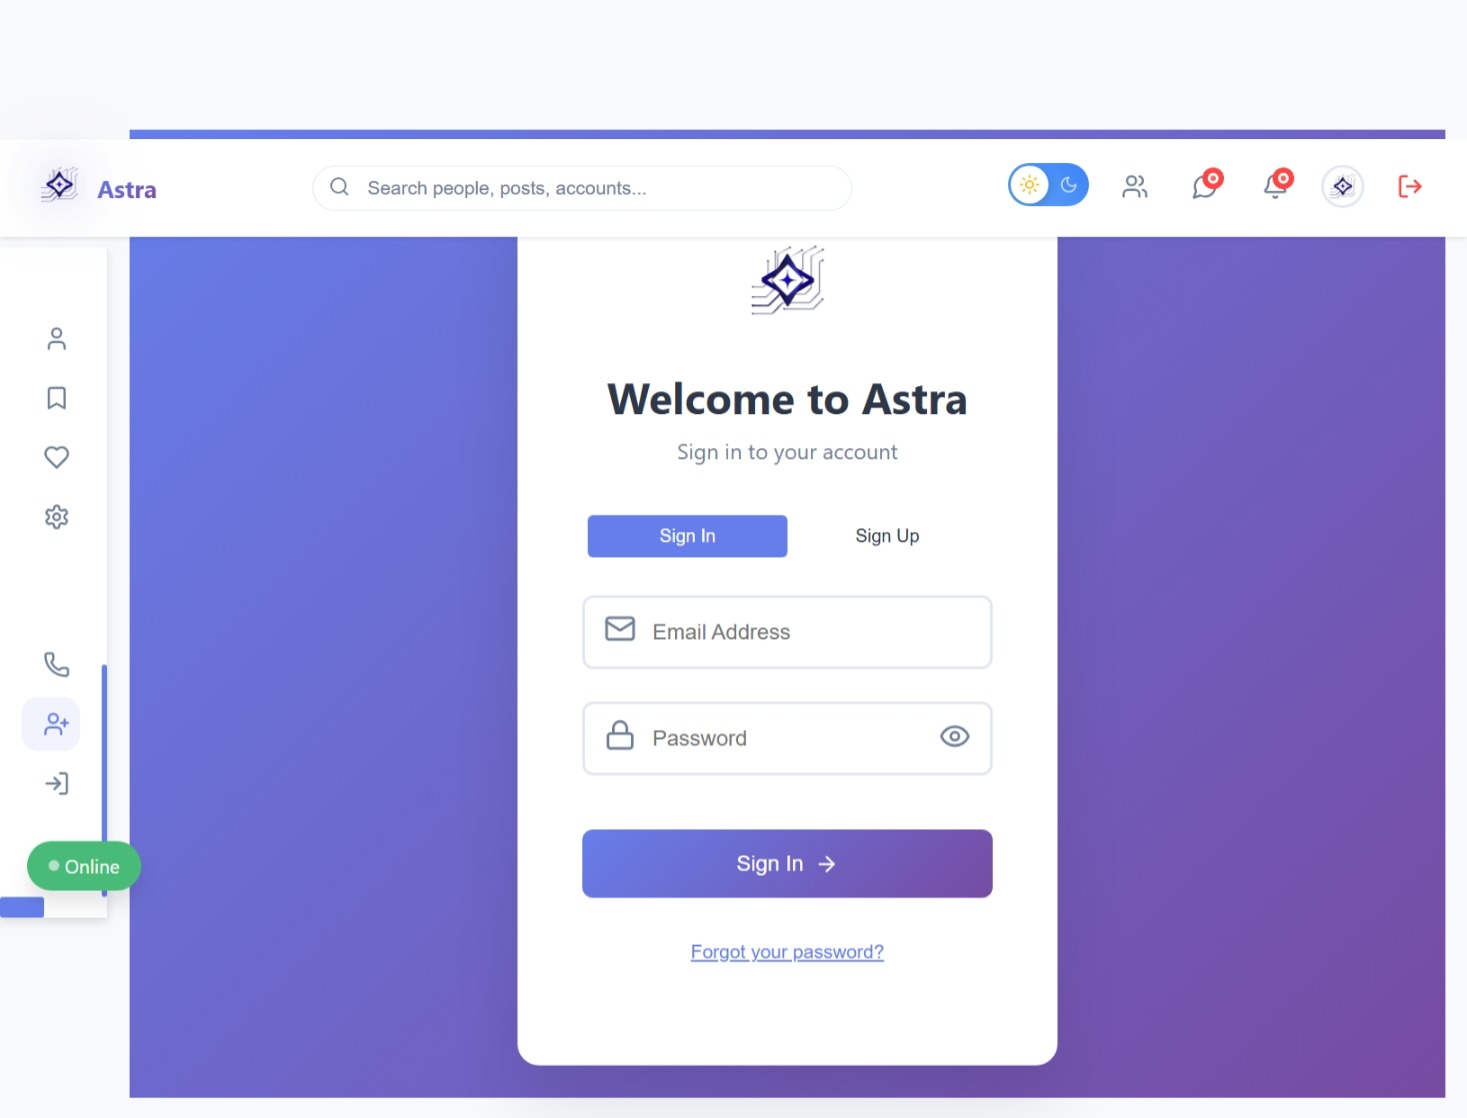 Astra
Search people, posts, accounts...
Welcome to Astra
Sign in to your account
Sign In
Sign Up
Email Address
Password
Sign In
Forgot your password?
Online